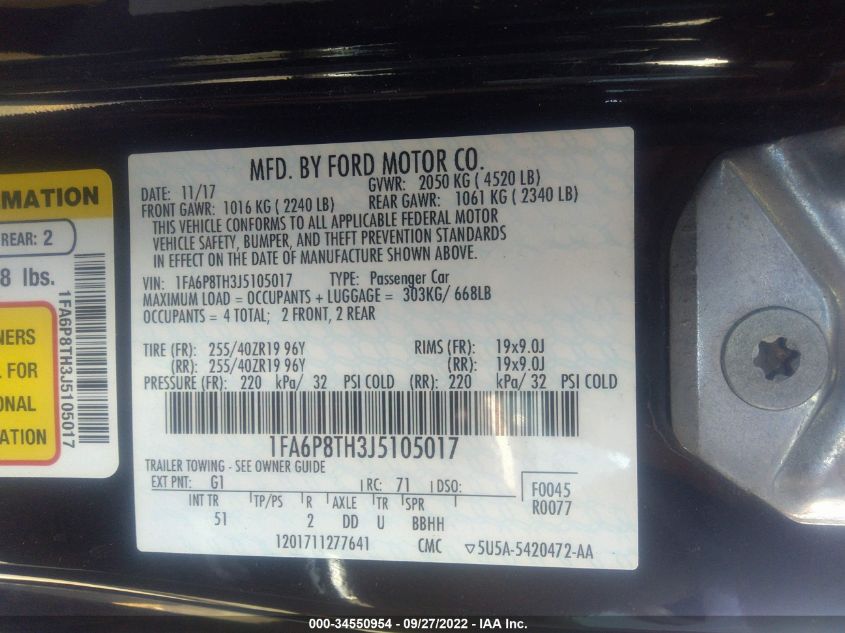 MATION
REAR: 2
8 lbs.
1FA6P8TH3J5105017
NERS
L FOR
ONAL
ATION
MFD. BY FORD MOTOR CO.
DATE: 11/17 GVWR: 2050 KG ( 4520 LB)
FRONT GAWR: 1016 KG ( 2240 LB) REAR GAWR: 1061 KG ( 2340 LB)
THIS VEHICLE CONFORMS TO ALL APPLICABLE FEDERAL MOTOR
VEHICLE SAFETY, BUMPER, AND THEFT PREVENTION STANDARDS
IN EFFECT ON THE DATE OF MANUFACTURE SHOWN ABOVE.
VIN: 1FA6P8TH3J5105017 TYPE: Passenger Car
MAXIMUM LOAD = OCCUPANTS + LUGGAGE = 303KG/ 668LB
OCCUPANTS = 4 TOTAL; 2 FRONT, 2 REAR
TIRE (FR): 255/40ZR19 96Y RIMS (FR): 19x9.0J
(RR): 255/40ZR19 96Y (RR): 19x9.0J
PRESSURE (FR): 220 kPa/ 32 PSI COLD (RR): 220 kPa/ 32 PSI COLD
1FA6P8TH3J5105017
TRAILER TOWING - SEE OWNER GUIDE
EXT PNT: G1 RC: 71 DSO: F0045
INT TR TP/PS R AXLE TR SPR R0077
51 2 DD U BBHH
1201711277641 CMC ▽5U5A-5420472-AA
000-34550954 - 09/27/2022 - IAA Inc.